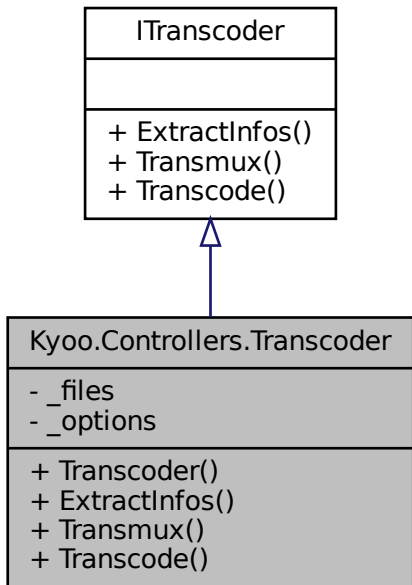 ITranscoder
+ ExtractInfos()
+ Transmux()
+ Transcode()
Kyoo.Controllers.Transcoder
- _files
- _options
+ Transcoder()
+ ExtractInfos()
+ Transmux()
+ Transcode()